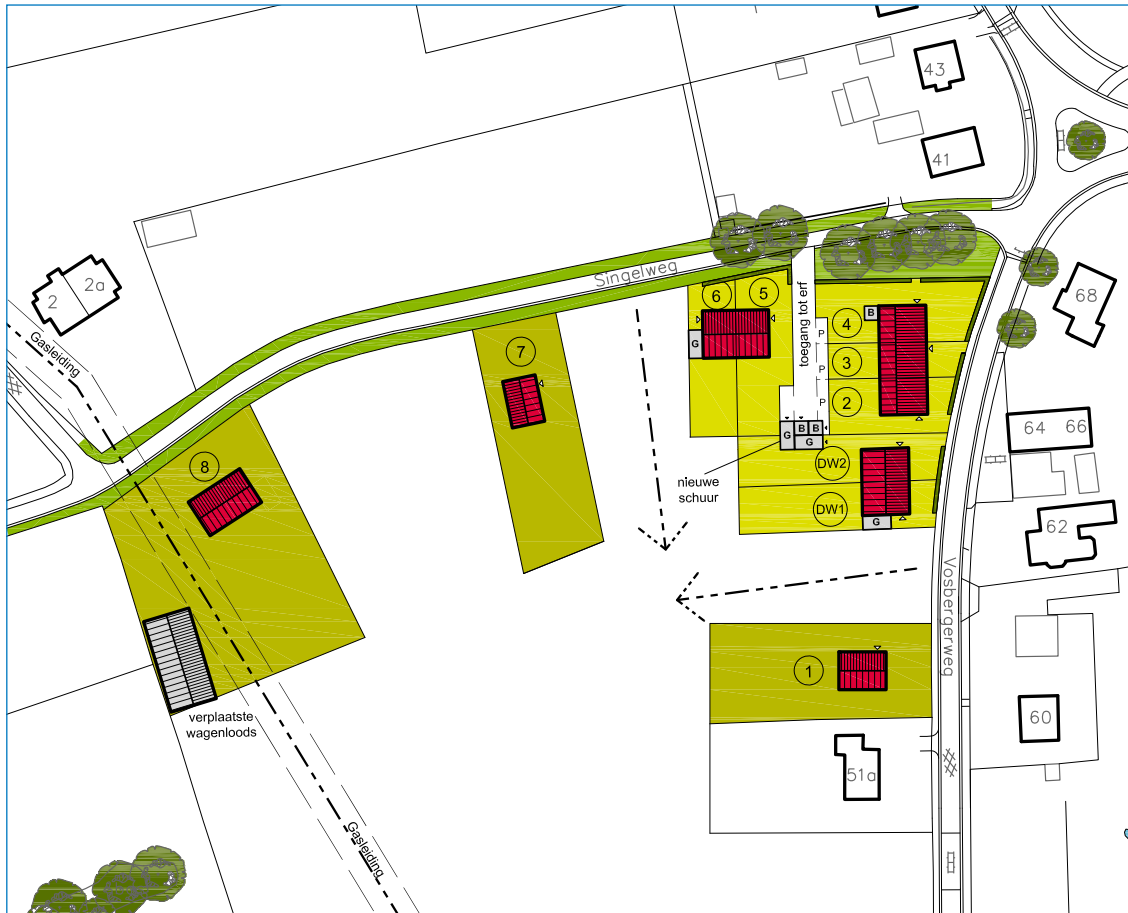 43
41
2
2a
Gasleiding
Singelweg
68
6
5
toegang tot erf
4
B
P
3
P
2
P
7
G
8
G
B
B
G
DW2
nieuwe
schuur
DW1
G
64
66
62
Vosbergerweg
1
verplaatste
wagenloods
60
51a
Gasleiding